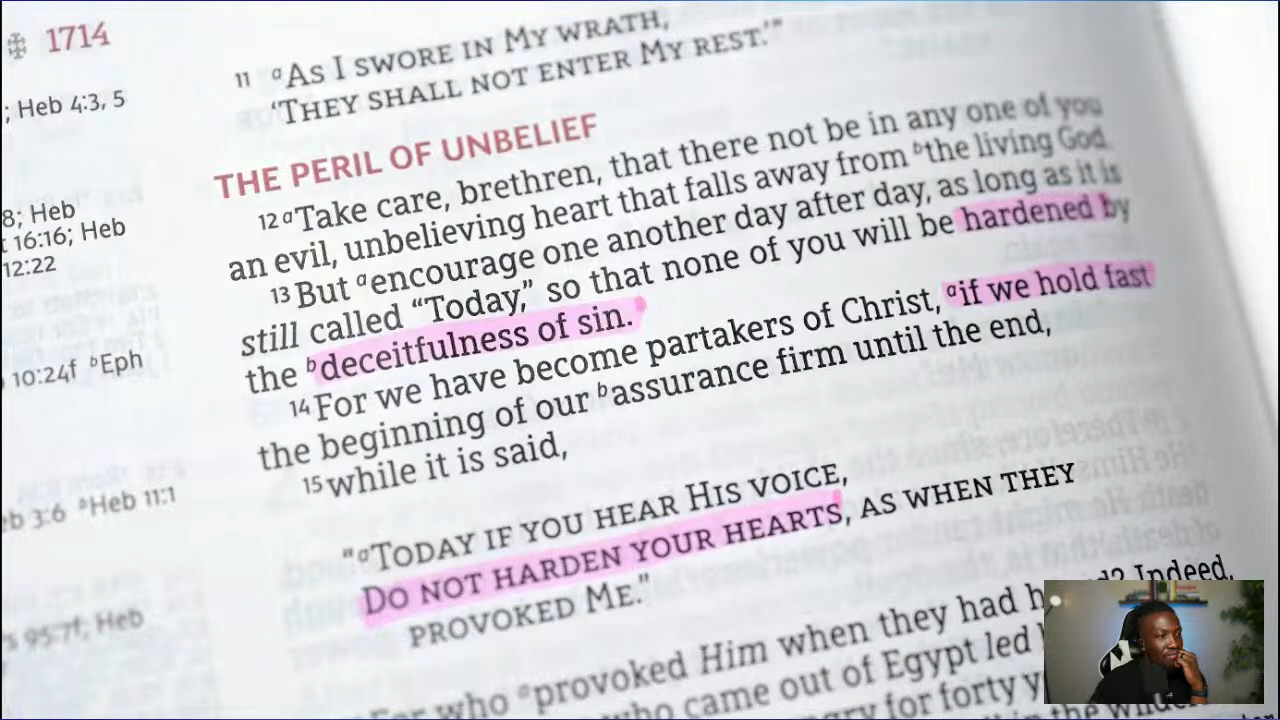 1714
; Heb 4:3, 5
8; Heb
16:16; Heb
12:22
10:24f ᵇEph
3:6 ᵃHeb 11:1
95:7f; Heb
11 ᵃAS I SWORE IN MY WRATH,
‘THEY SHALL NOT ENTER MY REST.’”
THE PERIL OF UNBELIEF
12 ᵃTake care, brethren, that there not be in any one of you
an evil, unbelieving heart that falls away from ᵇthe living God.
13 But ᵃencourage one another day after day, as long as it is
still called “Today,” so that none of you will be hardened by
the ᵇdeceitfulness of sin.
14 For we have become partakers of Christ, ᵃif we hold fast
the beginning of our ᵇassurance firm until the end,
15 while it is said,
“ᵃTODAY IF YOU HEAR HIS VOICE,
DO NOT HARDEN YOUR HEARTS, AS WHEN THEY
PROVOKED ME.”
For who ᵃprovoked Him when they had Indeed,
who came out of Egypt led
for forty
in the